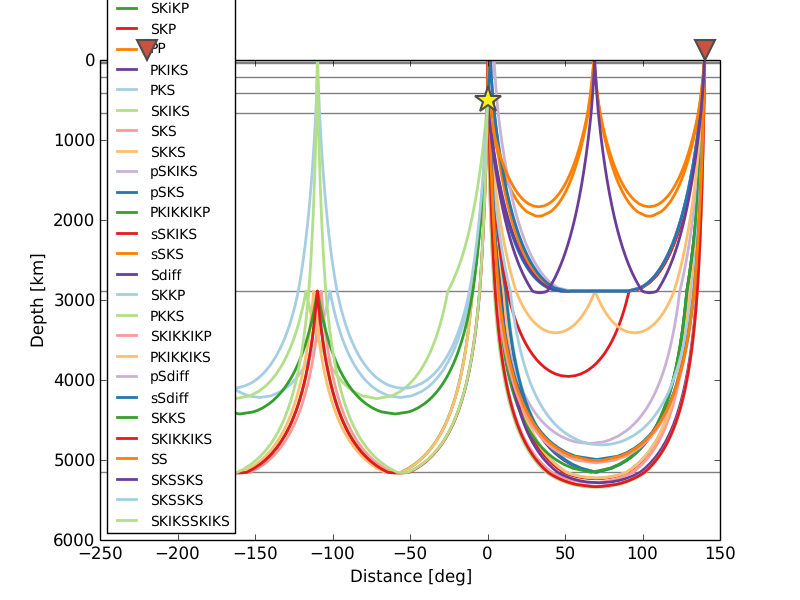 SKiKP
SKP
PP
PKIKS
PKS
SKIKS
SKS
SKKS
pSKIKS
pSKS
PKIKKIKP
sSKIKS
sSKS
Sdiff
SKKP
PKKS
SKIKKIKP
PKIKKIKS
pSdiff
sSdiff
SKKS
SKIKKIKS
SS
SKSSKS
SKSSKS
SKIKSSKIKS
0
1000
2000
3000
4000
5000
6000
Depth [km]
−250 −200 −150 −100 −50 0 50 100 150
Distance [deg]